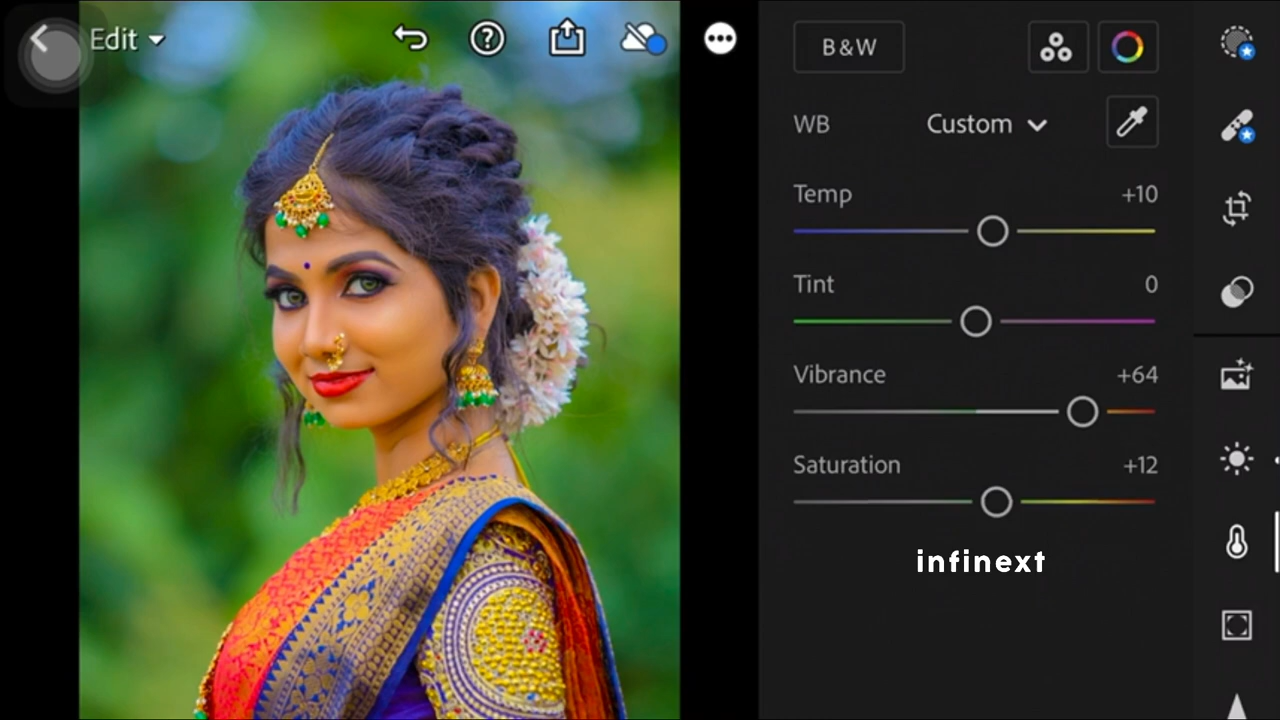 Edit
B&W
WB
Custom
Temp
+10
Tint
0
Vibrance
+64
Saturation
+12
infinext